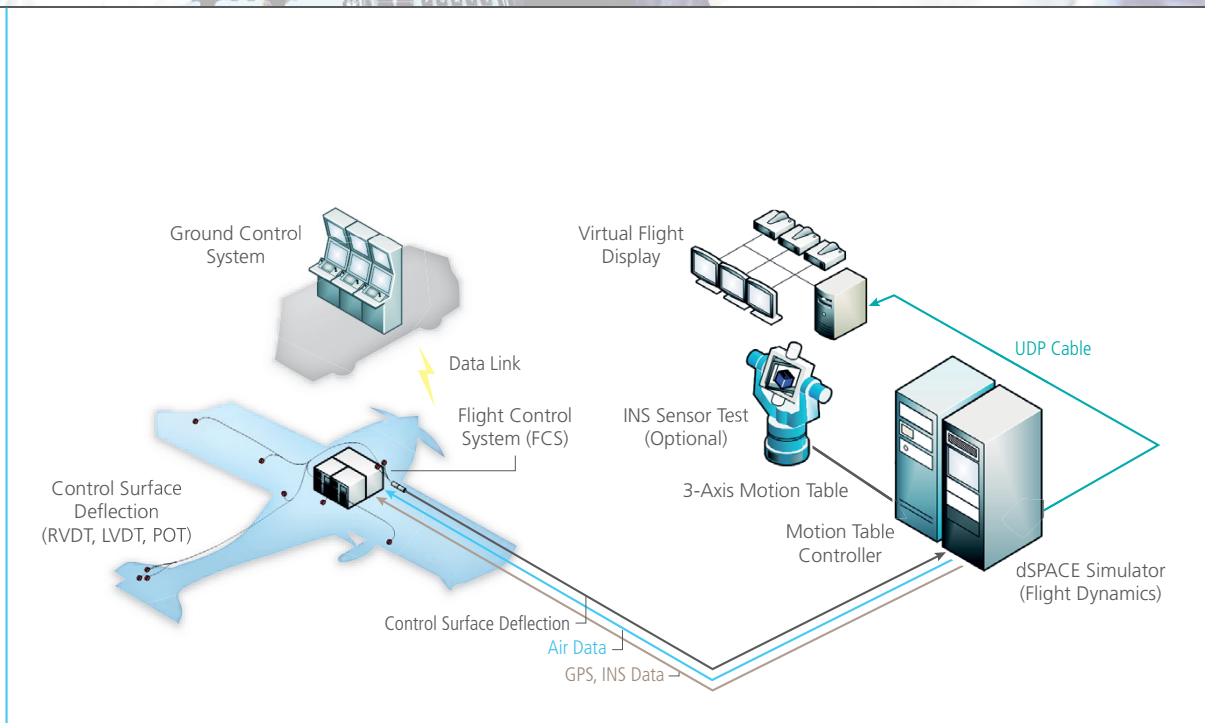 Ground Control
System
Virtual Flight
Display
UDP Cable
Data Link
Flight Control
System (FCS)
INS Sensor Test
(Optional)
Control Surface
Deflection
(RVDT, LVDT, POT)
3-Axis Motion Table
Motion Table
Controller
dSPACE Simulator
(Flight Dynamics)
Control Surface Deflection
Air Data
GPS, INS Data